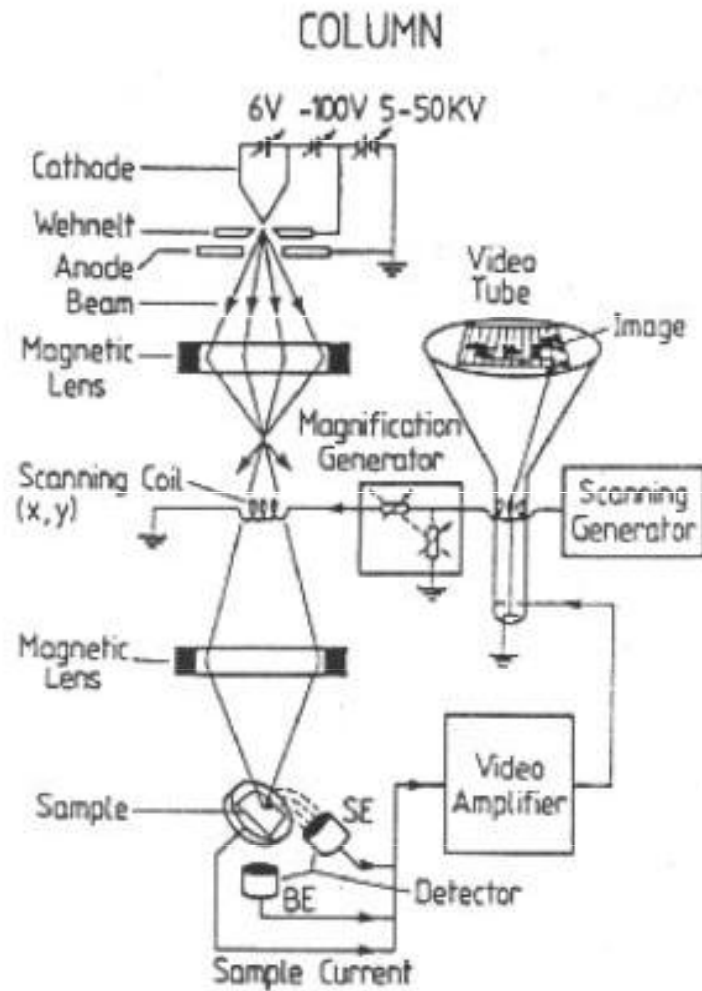 COLUMN
6V -100V 5-50KV
Cathode
Wehnelt
Anode
Beam
Magnetic
Lens
Video
Tube
Image
Magnification
Generator
Scanning Coil
(x,y)
Scanning
Generator
Magnetic
Lens
Sample
SE
Video
Amplifier
BE
Detector
Sample Current